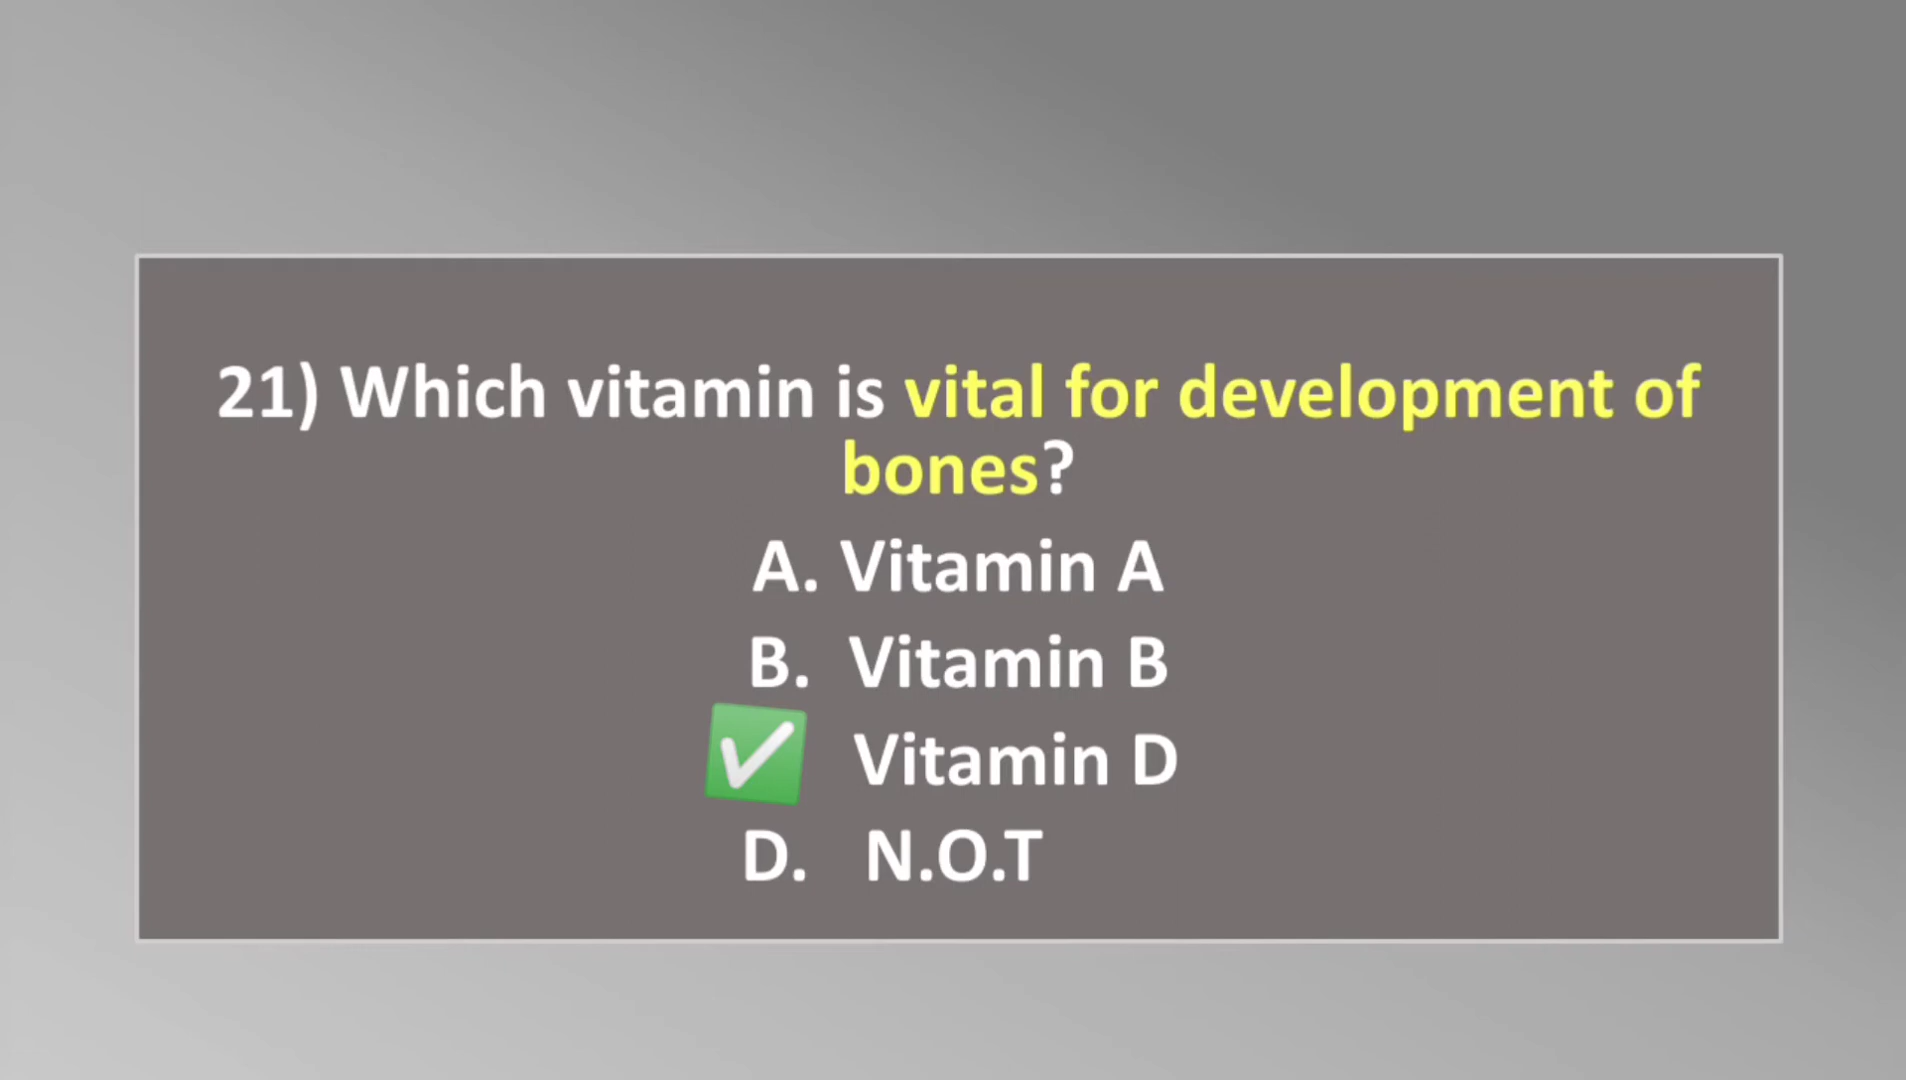 21) Which vitamin is vital for development of
bones?
A. Vitamin A
B. Vitamin B
✅ Vitamin D
D. N.O.T